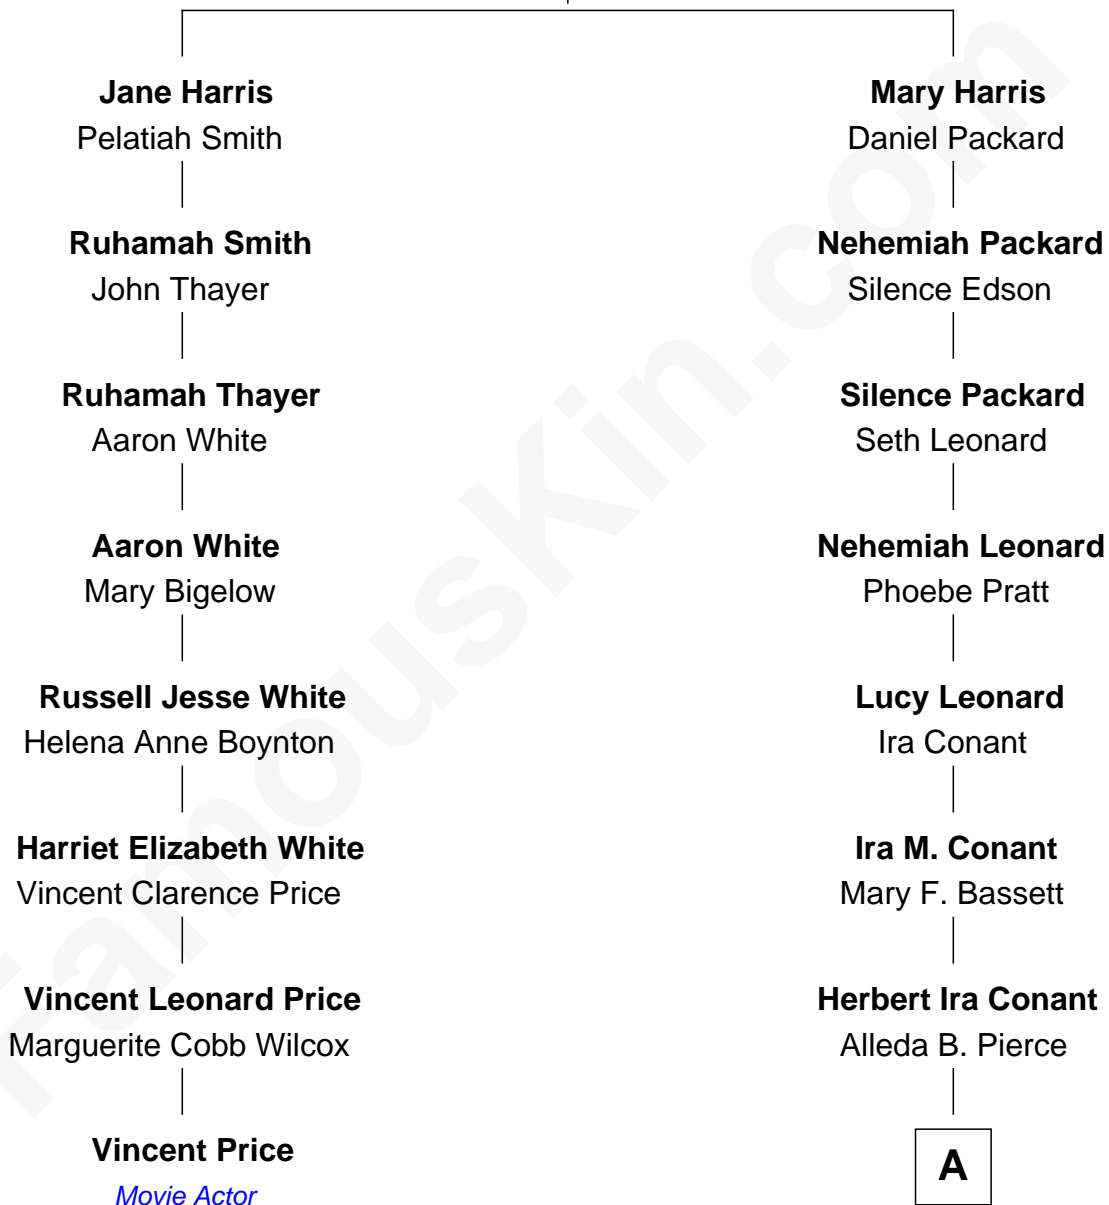 Jane Harris
Pelatiah Smith
Ruhamah Smith
John Thayer
Ruhamah Thayer
Aaron White
Aaron White
Mary Bigelow
Russell Jesse White
Helena Anne Boynton
Harriet Elizabeth White
Vincent Clarence Price
Vincent Leonard Price
Marguerite Cobb Wilcox
Vincent Price
Movie Actor
Mary Harris
Daniel Packard
Nehemiah Packard
Silence Edson
Silence Packard
Seth Leonard
Nehemiah Leonard
Phoebe Pratt
Lucy Leonard
Ira Conant
Ira M. Conant
Mary F. Bassett
Herbert Ira Conant
Alleda B. Pierce
A
FamousKin.com